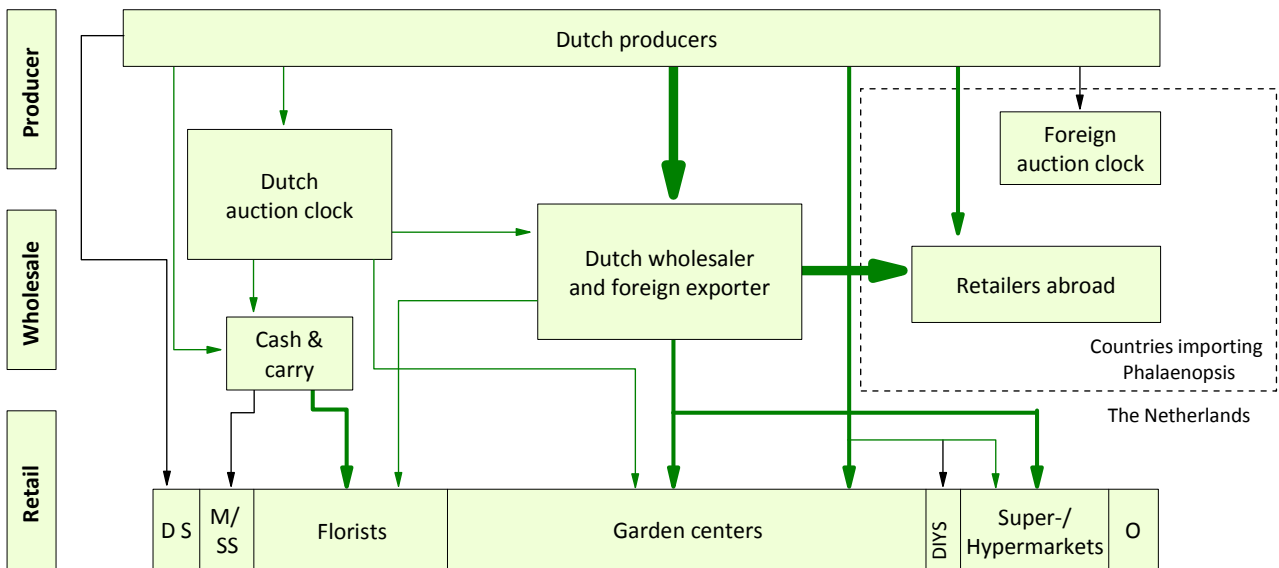 Dutch producers
Producer
Foreign
auction clock
Dutch
auction clock
Wholesale
Dutch wholesaler
and foreign exporter
Retailers abroad
Cash &
carry
Countries importing
Phalaenopsis
The Netherlands
Retail
D S
M/
SS
Florists
Garden centers
DIYS
Super-/
Hypermarkets
O